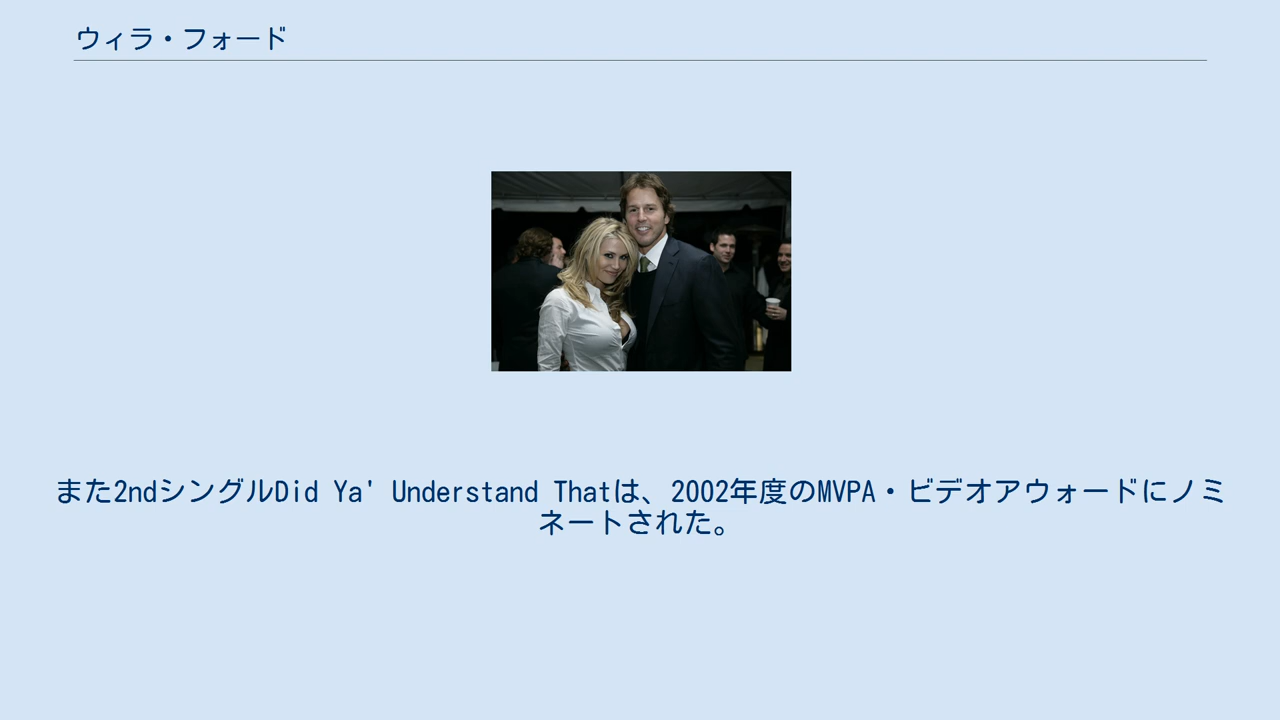 ウィラ・フォード
また2ndシングルDid Ya' Understand Thatは、2002年度のMVPA・ビデオアウォードにノミ
ネートされた。